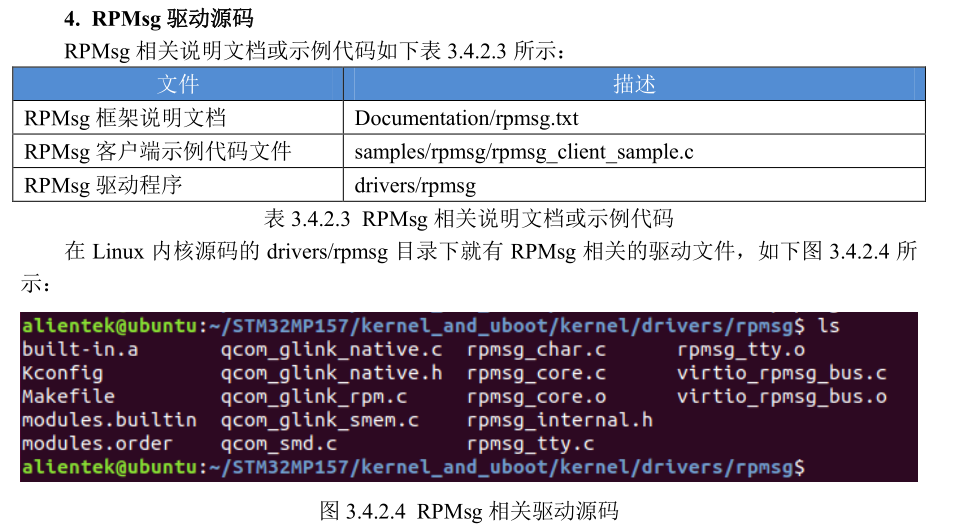 4. RPMsg 驱动源码
RPMsg 相关说明文档或示例代码如下表 3.4.2.3 所示：
文件 描述
RPMsg 框架说明文档 Documentation/rpmsg.txt
RPMsg 客户端示例代码文件 samples/rpmsg/rpmsg_client_sample.c
RPMsg 驱动程序 drivers/rpmsg
表 3.4.2.3 RPMsg 相关说明文档或示例代码
在 Linux 内核源码的 drivers/rpmsg 目录下就有 RPMsg 相关的驱动文件，如下图 3.4.2.4 所
示：
alientek@ubuntu:~/STM32MP157/kernel_and_uboot/kernel/drivers/rpmsg$ ls
built-in.a qcom_glink_native.c rpmsg_char.c rpmsg_tty.o
Kconfig qcom_glink_native.h rpmsg_core.c virtio_rpmsg_bus.c
Makefile qcom_glink_rpm.c rpmsg_core.o virtio_rpmsg_bus.o
modules.builtin qcom_glink_smem.c rpmsg_internal.h
modules.order qcom_smd.c rpmsg_tty.c
alientek@ubuntu:~/STM32MP157/kernel_and_uboot/kernel/drivers/rpmsg$
图 3.4.2.4 RPMsg 相关驱动源码